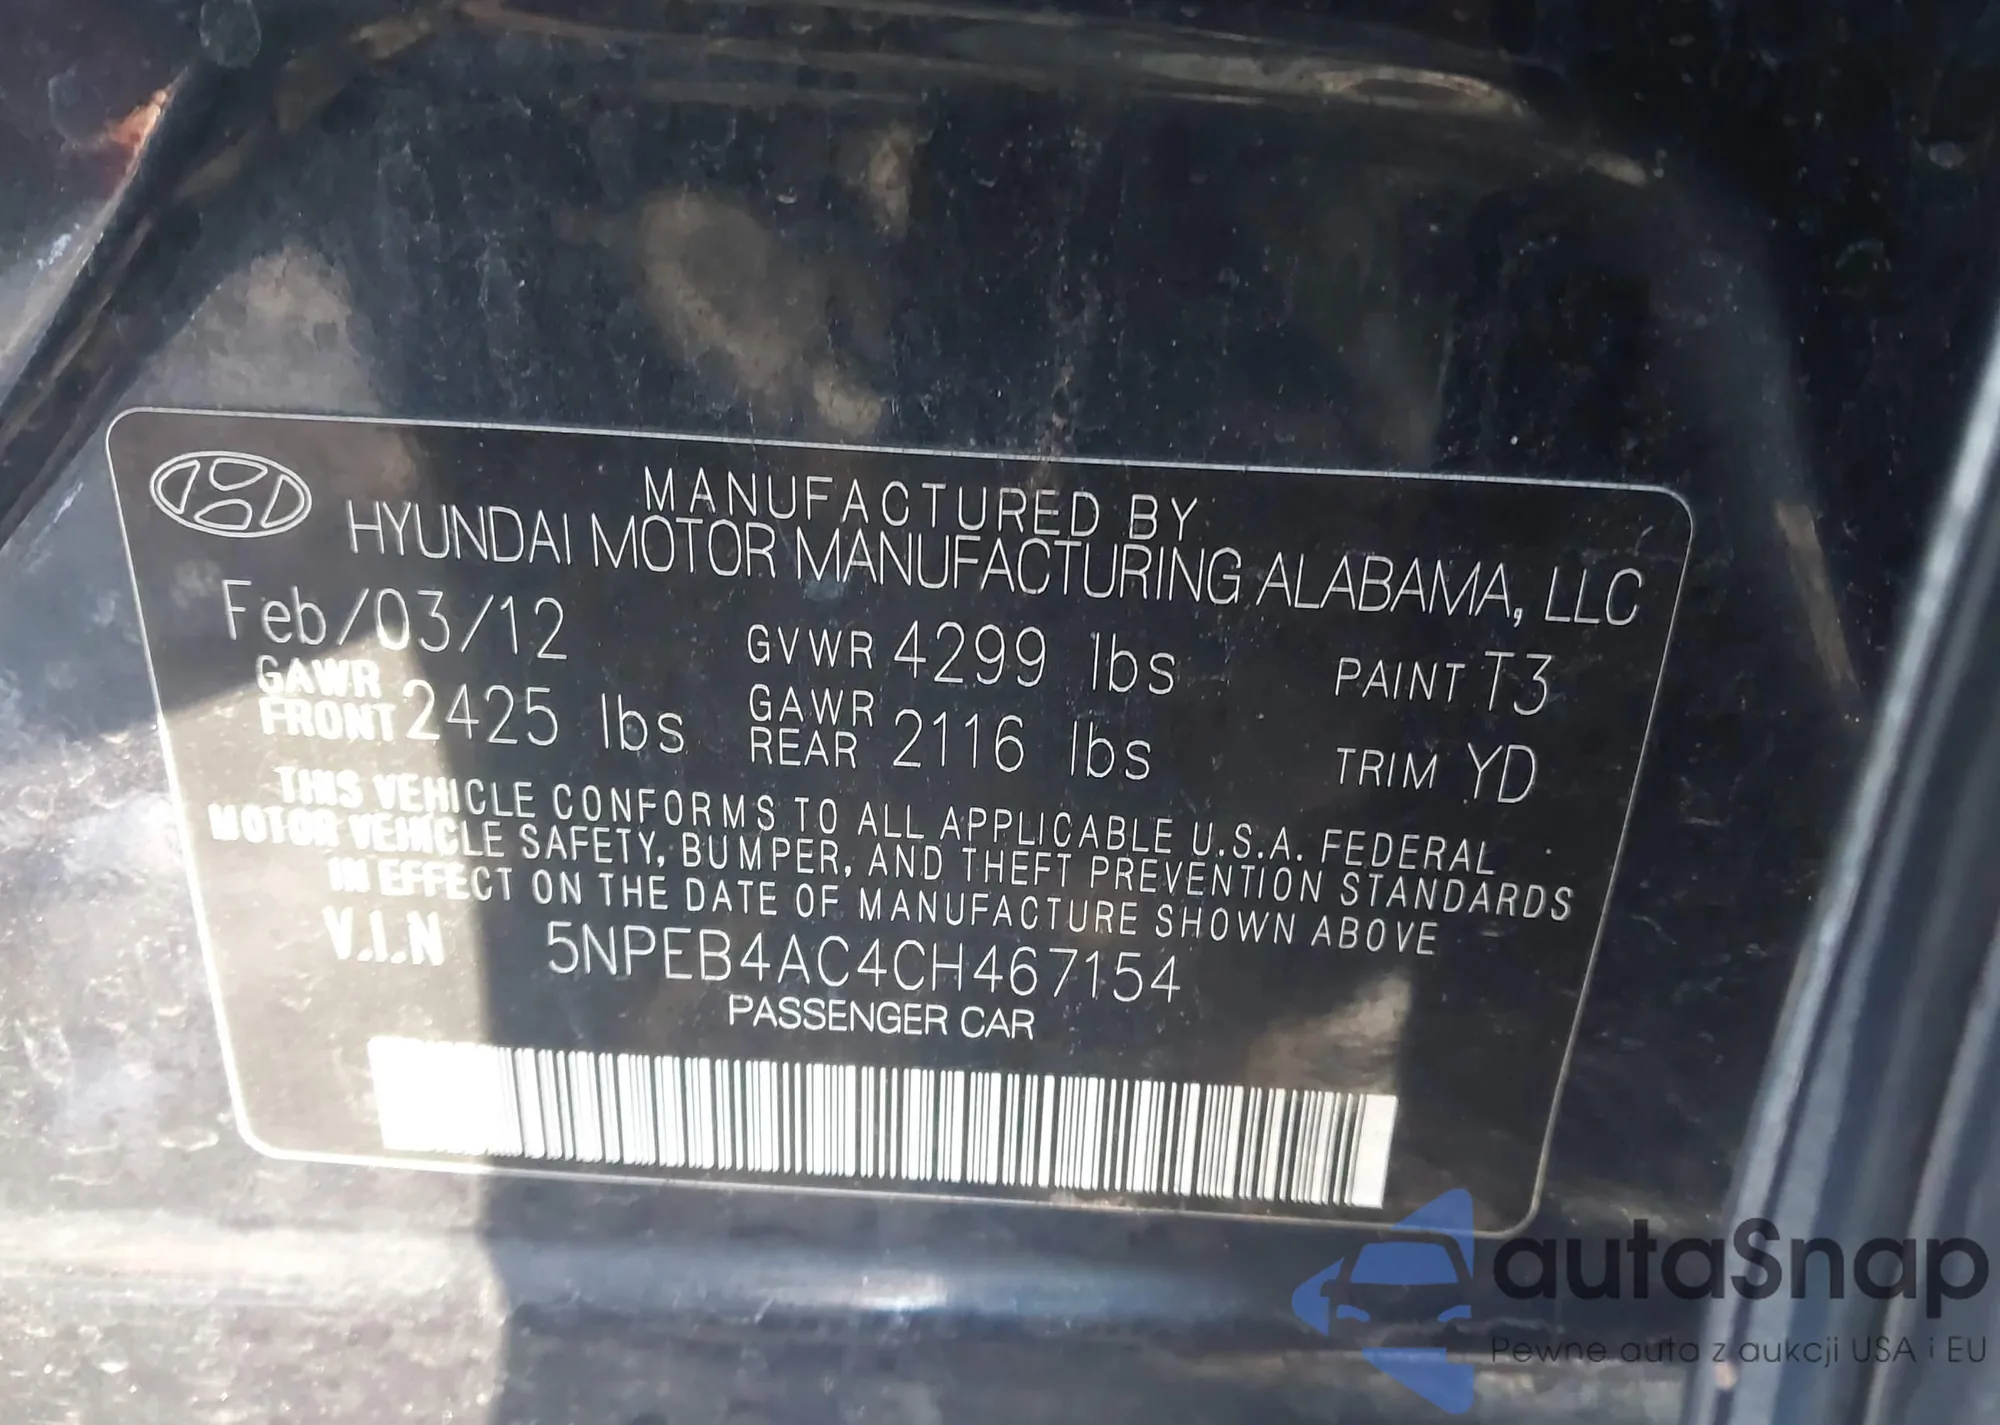 MANUFACTURED BY
HYUNDAI MOTOR MANUFACTURING ALABAMA, LLC
Feb/03/12 GVWR 4299 lbs PAINT T3
GAWR FRONT 2425 lbs GAWR REAR 2116 lbs TRIM YD
THIS VEHICLE CONFORMS TO ALL APPLICABLE U.S.A. FEDERAL
MOTOR VEHICLE SAFETY, BUMPER, AND THEFT PREVENTION STANDARDS
IN EFFECT ON THE DATE OF MANUFACTURE SHOWN ABOVE
V.I.N 5NPEB4AC4CH467154
PASSENGER CAR
autaSnap
Pewne auta z aukcji USA i EU